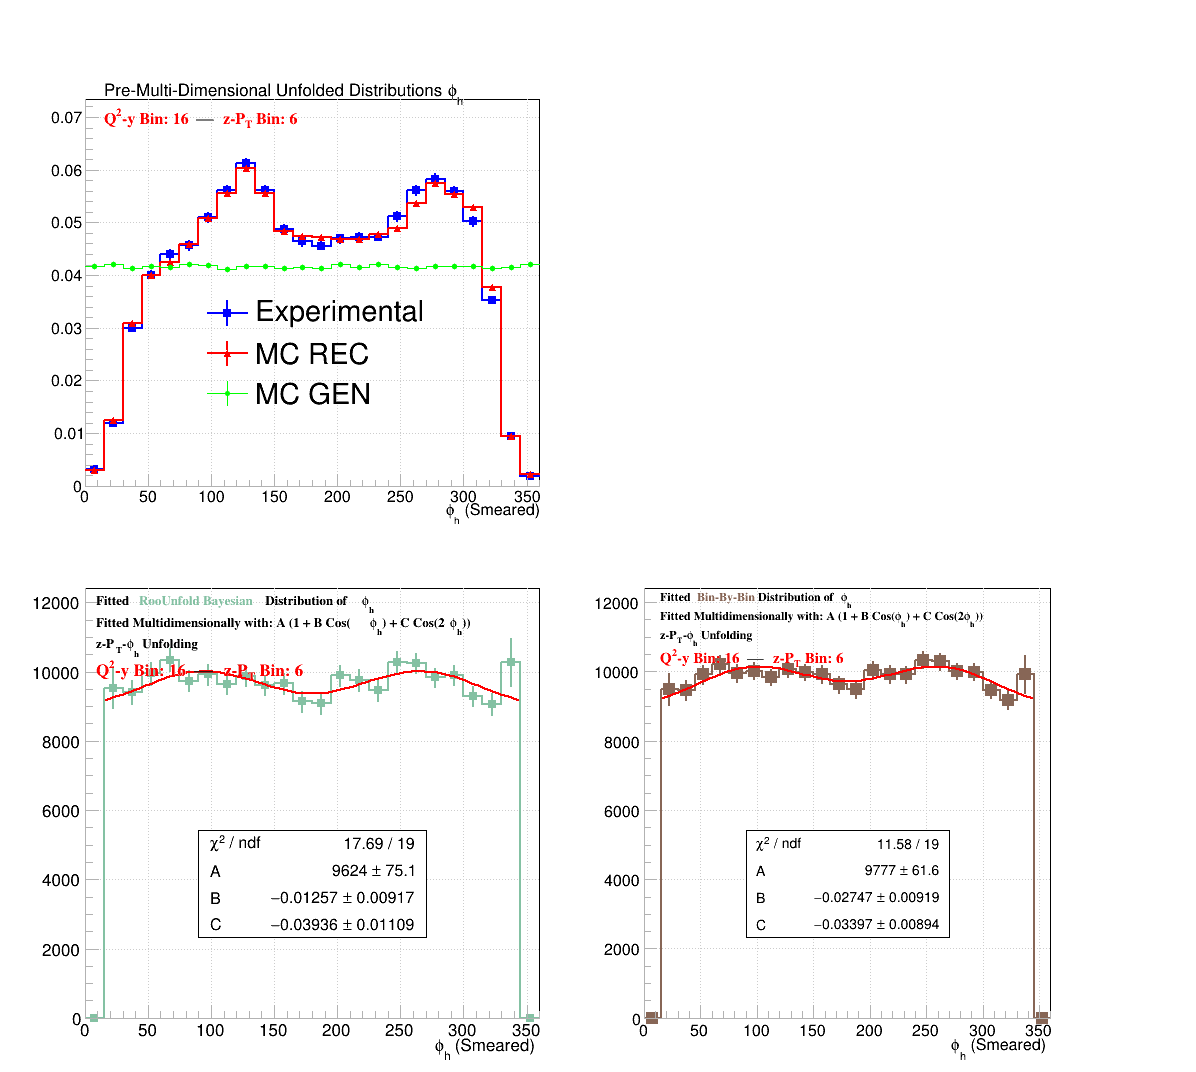 Pre-Multi-Dimensional Unfolded Distributions ϕh
Q²-y Bin: 16 — z-PT Bin: 6
0.07
0.06
0.05
0.04
0.03
0.02
0.01
0
Experimental
MC REC
MC GEN
0 50 100 150 200 250 300 350
ϕh (Smeared)
Fitted RooUnfold Bayesian Distribution of ϕh
Fitted Multidimensionally with: A (1 + B Cos(ϕh) + C Cos(2 ϕh))
z-PT-ϕh Unfolding
Q²-y Bin: 16 — z-PT Bin: 6
12000
10000
8000
6000
4000
2000
0
χ² / ndf 17.69 / 19
A 9624 ± 75.1
B −0.01257 ± 0.00917
C −0.03936 ± 0.01109
0 50 100 150 200 250 300 350
ϕh (Smeared)
Fitted Bin-By-Bin Distribution of ϕh
Fitted Multidimensionally with: A (1 + B Cos(ϕh) + C Cos(2ϕh))
z-PT-ϕh Unfolding
Q²-y Bin: 16 — z-PT Bin: 6
12000
10000
8000
6000
4000
2000
0
χ² / ndf 11.58 / 19
A 9777 ± 61.6
B −0.02747 ± 0.00919
C −0.03397 ± 0.00894
0 50 100 150 200 250 300 350
ϕh (Smeared)